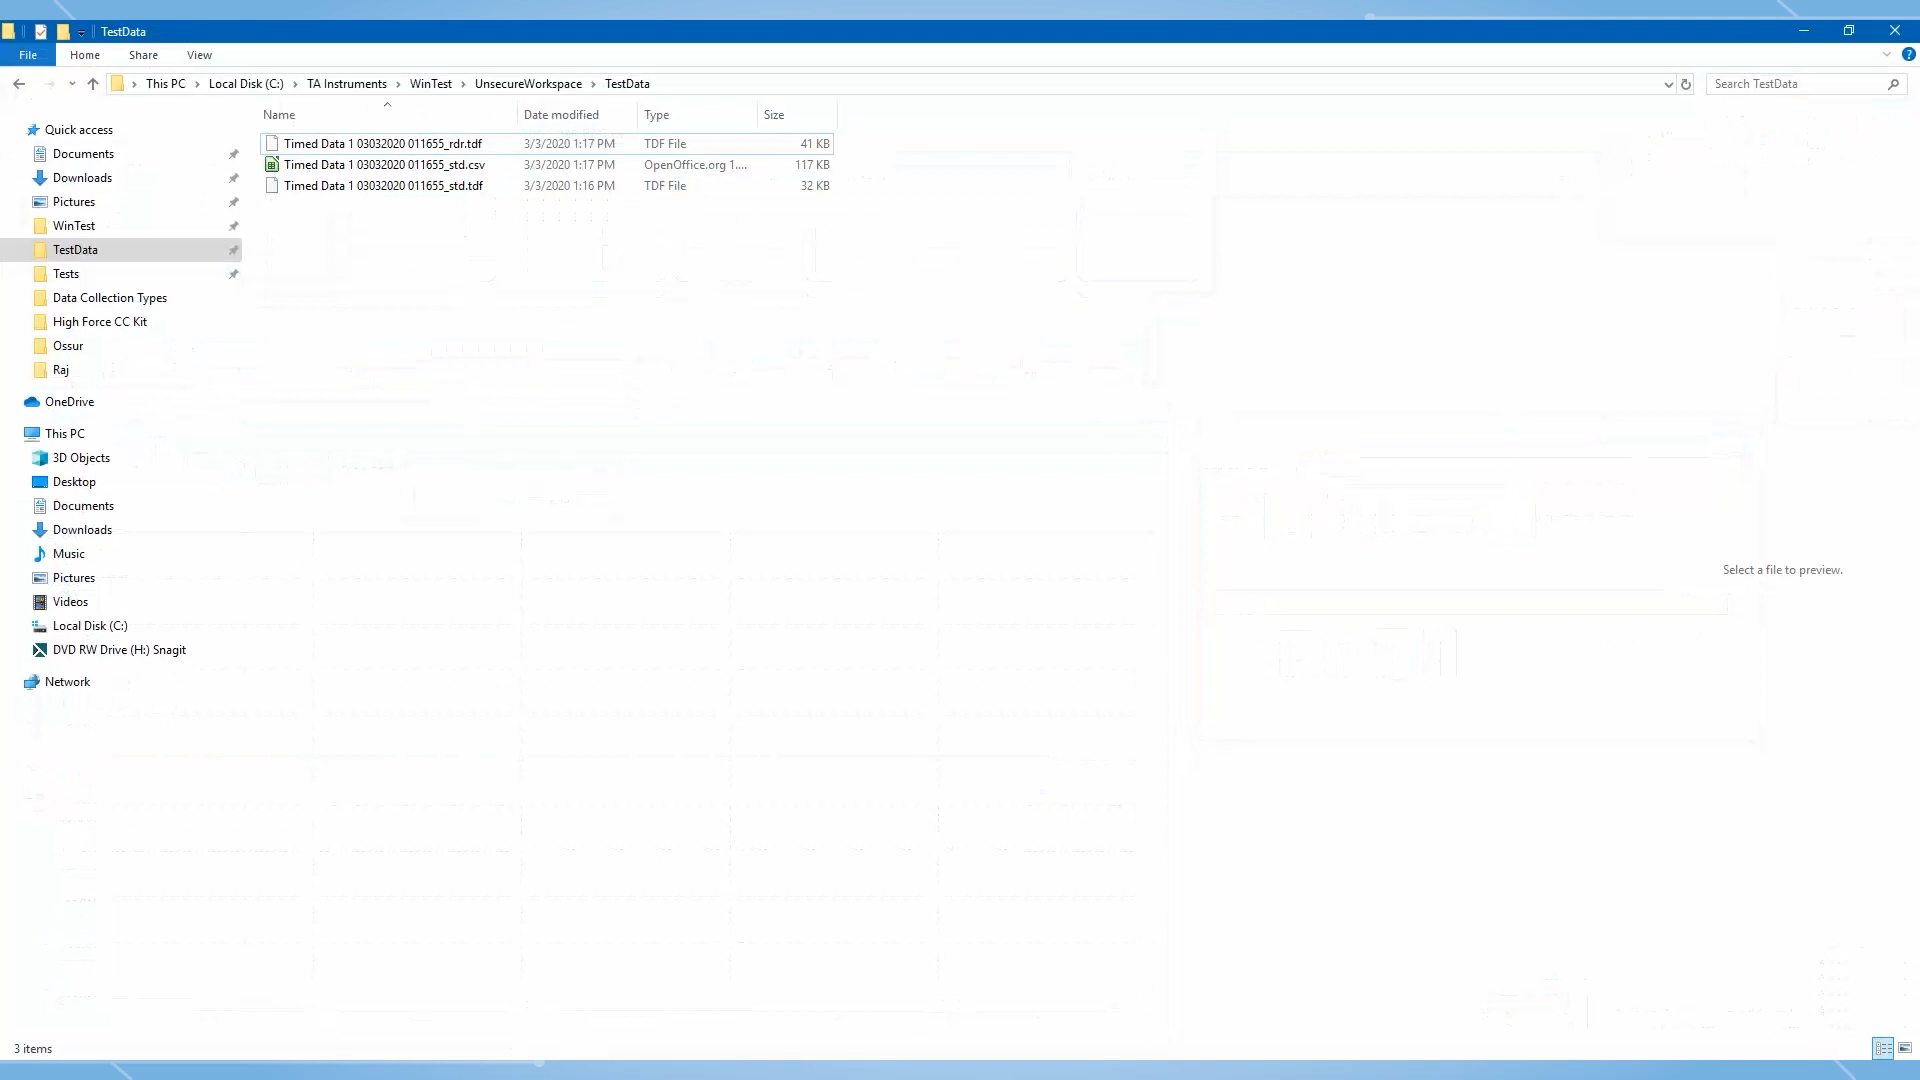 TestData
File Home Share View
This PC Local Disk (C:) TA Instruments WinTest UnsecureWorkspace TestData
Search TestData
Name Date modified Type Size
Timed Data 1 03032020 011655_rdr.tdf 3/3/2020 1:17 PM TDF File 41 KB
Timed Data 1 03032020 011655_std.csv 3/3/2020 1:17 PM OpenOffice.org 1.... 117 KB
Timed Data 1 03032020 011655_std.tdf 3/3/2020 1:16 PM TDF File 32 KB
Quick access
Documents
Downloads
Pictures
WinTest
TestData
Tests
Data Collection Types
High Force CC Kit
Ossur
Raj
OneDrive
This PC
3D Objects
Desktop
Documents
Downloads
Music
Pictures
Videos
Local Disk (C:)
DVD RW Drive (H:) Snagit
Network
Select a file to preview.
3 items